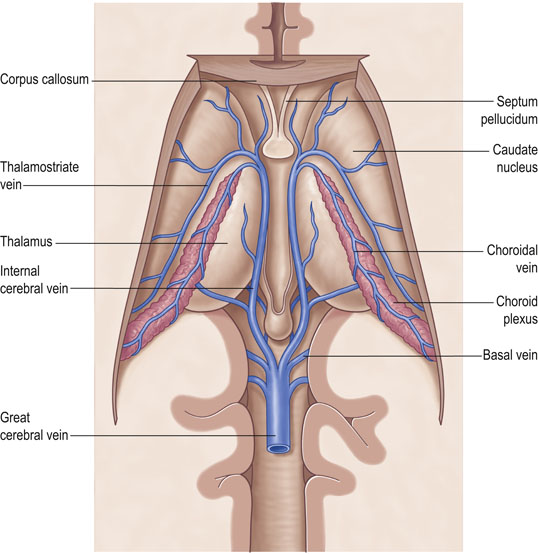 Corpus callosum
Thalamostriate
vein
Thalamus
Internal
cerebral vein
Great
cerebral vein
Septum
pellucidum
Caudate
nucleus
Choroidal
vein
Choroid
plexus
Basal vein